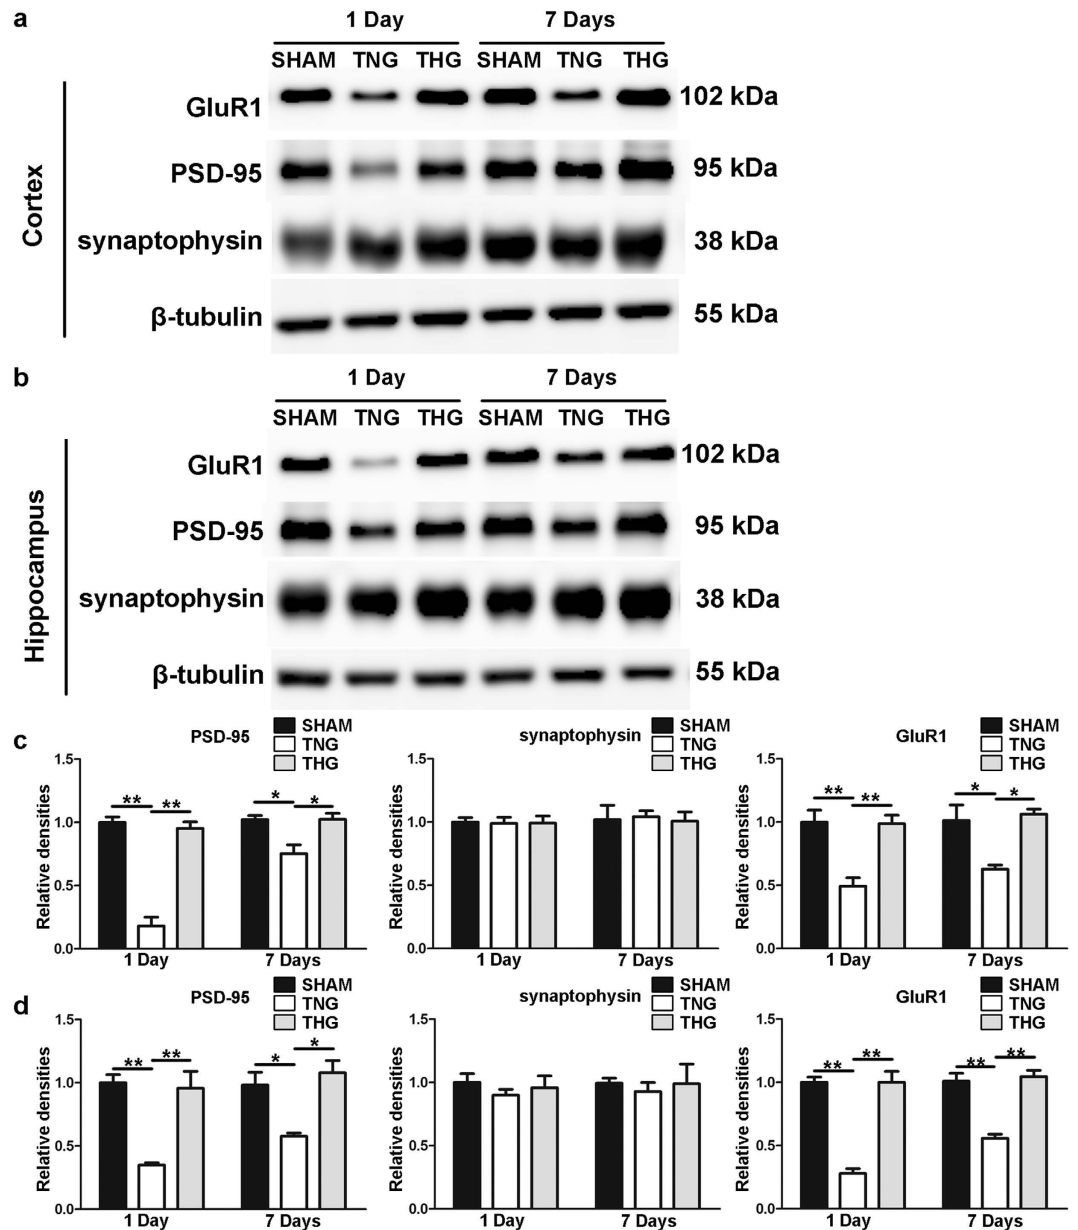 a
1 Day 7 Days
SHAM TNG THG SHAM TNG THG
Cortex
GluR1 102 kDa
PSD-95 95 kDa
synaptophysin 38 kDa
β-tubulin 55 kDa
b
1 Day 7 Days
SHAM TNG THG SHAM TNG THG
Hippocampus
GluR1 102 kDa
PSD-95 95 kDa
synaptophysin 38 kDa
β-tubulin 55 kDa
c
PSD-95
SHAM
TNG
THG
Relative densities
1.5
1.0
0.5
0.0
** ** * *
1 Day 7 Days
synaptophysin
SHAM
TNG
THG
Relative densities
1.5
1.0
0.5
0.0
1 Day 7 Days
GluR1
SHAM
TNG
THG
Relative densities
1.5
1.0
0.5
0.0
** ** * *
1 Day 7 Days
d
PSD-95
SHAM
TNG
THG
Relative densities
1.5
1.0
0.5
0.0
** ** * *
1 Day 7 Days
synaptophysin
SHAM
TNG
THG
Relative densities
1.5
1.0
0.5
0.0
1 Day 7 Days
GluR1
SHAM
TNG
THG
Relative densities
1.5
1.0
0.5
0.0
** ** ** **
1 Day 7 Days